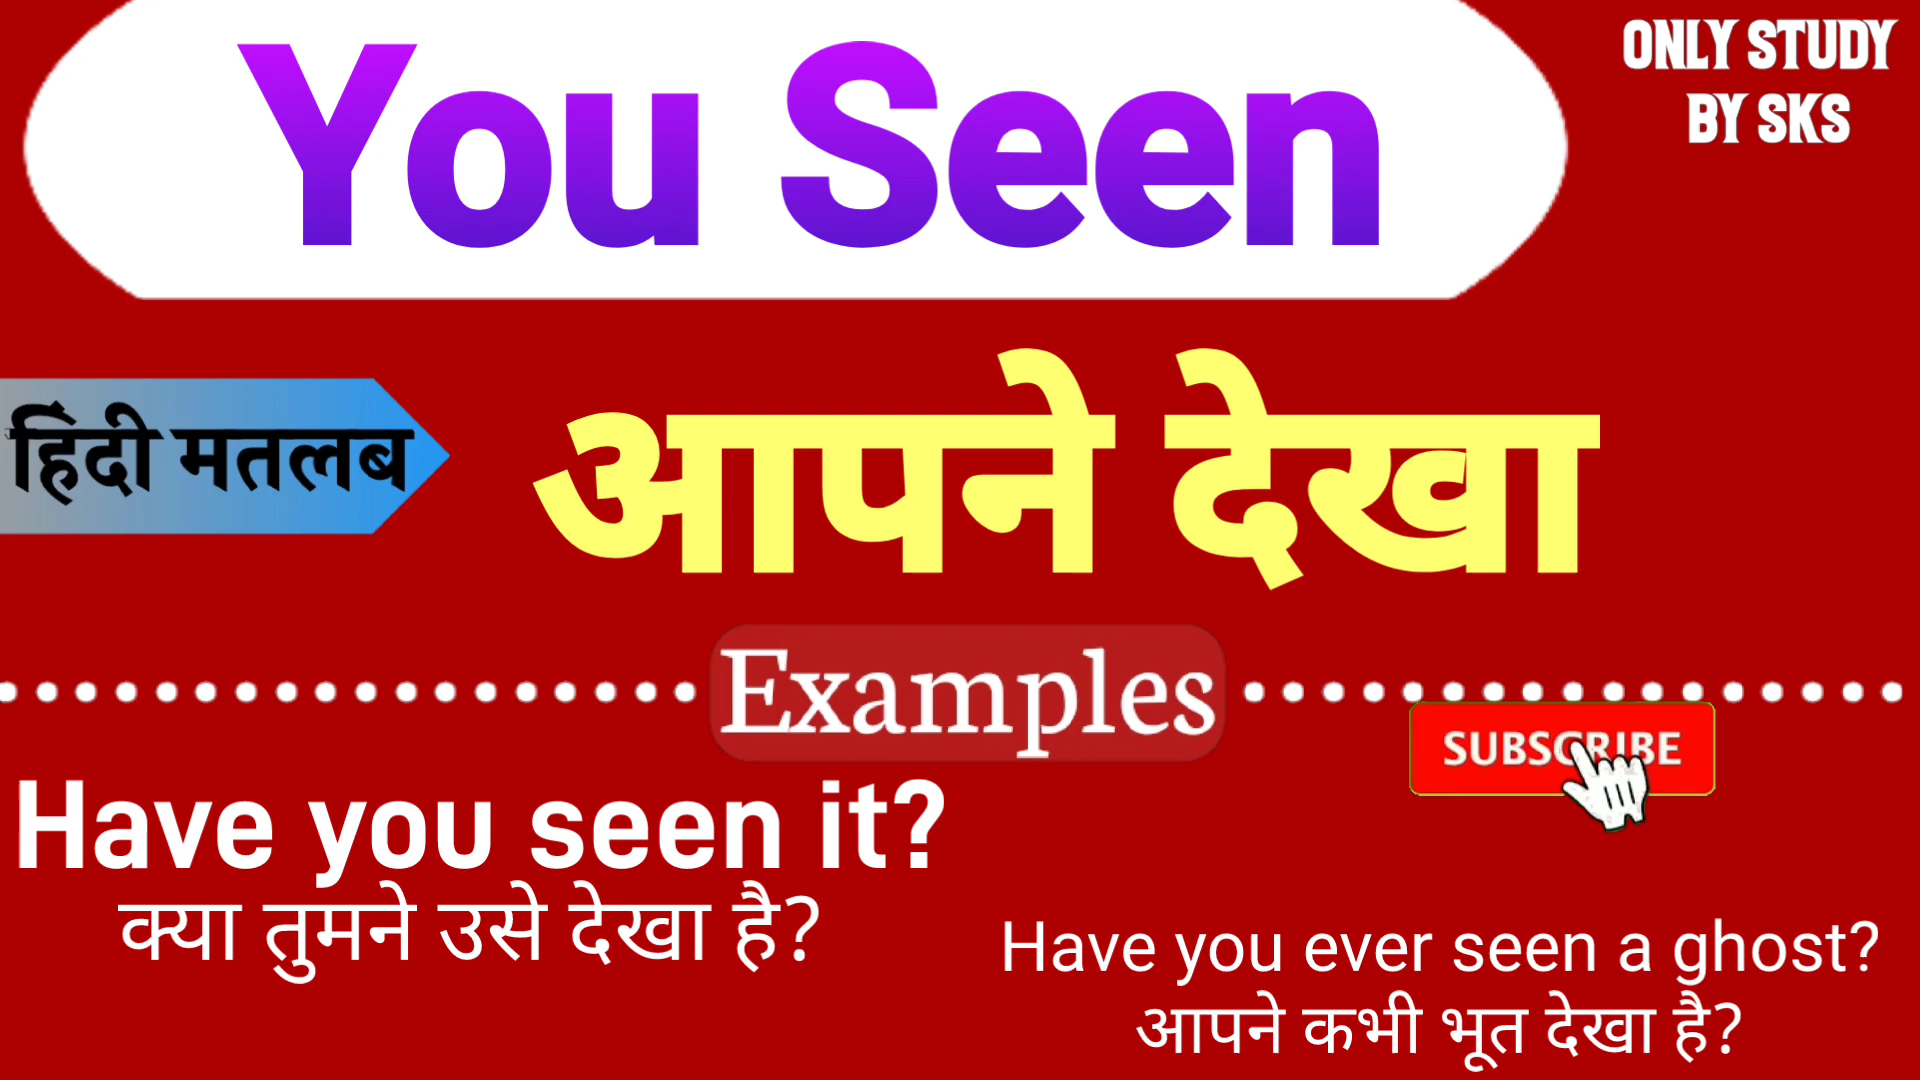 You Seen
ONLY STUDY
BY SKS
हिंदी मतलब
आपने देखा
Examples
SUBSCRIBE
Have you seen it?
क्या तुमने उसे देखा है?
Have you ever seen a ghost?
आपने कभी भूत देखा है?